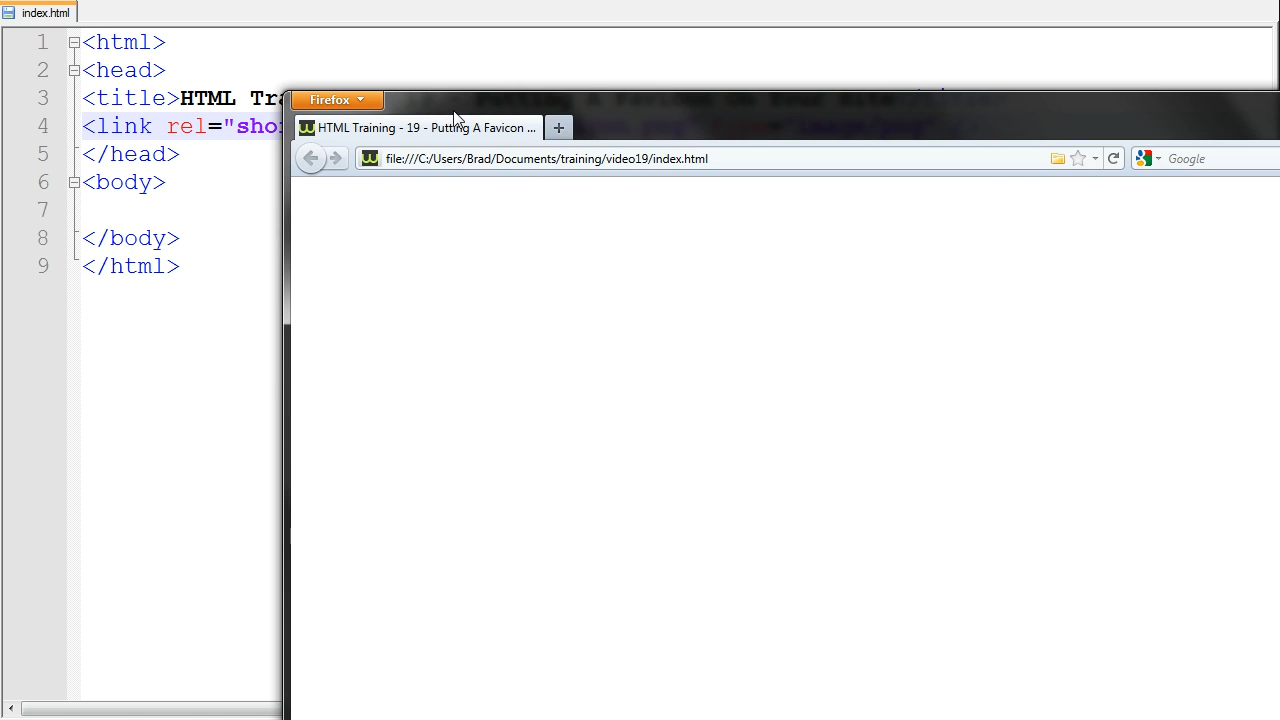 index.html
1 <html>
2 <head>
3 <title>HTML Tra
Firefox
4 <link rel="shor
HTML Training - 19 - Putting A Favicon ...
5 </head>
file:///C:/Users/Brad/Documents/training/video19/index.html
Google
6 <body>
7
8 </body>
9 </html>